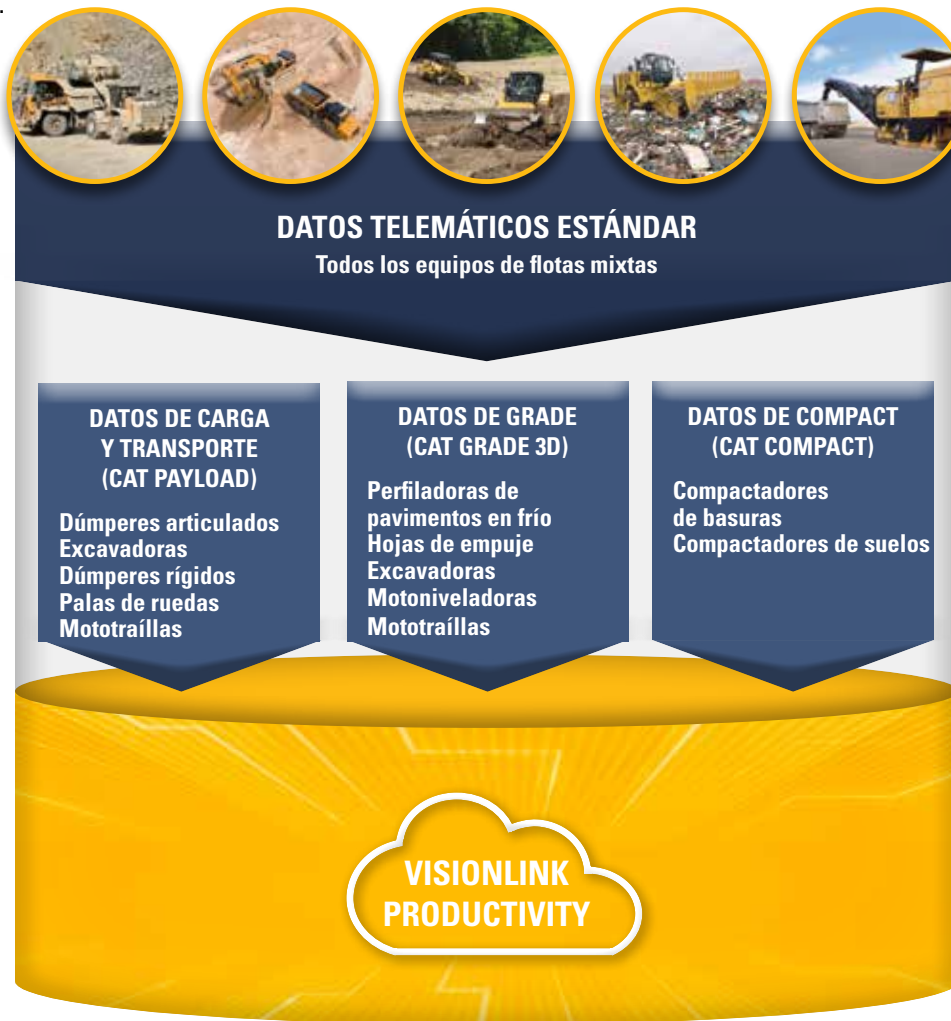 .
DATOS TELEMÁTICOS ESTÁNDAR
Todos los equipos de flotas mixtas
DATOS DE CARGA
Y TRANSPORTE
(CAT PAYLOAD)
Dúmperes articulados
Excavadoras
Dúmperes rígidos
Palas de ruedas
Mototraíllas
DATOS DE GRADE
(CAT GRADE 3D)
Perfiladoras de
pavimentos en frío
Hojas de empuje
Excavadoras
Motoniveladoras
Mototraíllas
DATOS DE COMPACT
(CAT COMPACT)
Compactadores
de basuras
Compactadores de suelos
VISIONLINK
PRODUCTIVITY